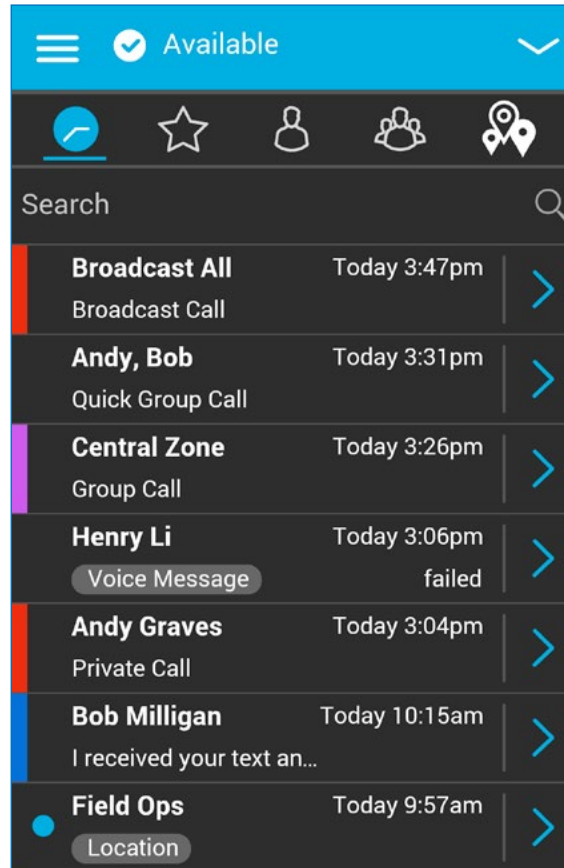 Available
Search
Broadcast All Today 3:47pm
Broadcast Call
Andy, Bob Today 3:31pm
Quick Group Call
Central Zone Today 3:26pm
Group Call
Henry Li Today 3:06pm
Voice Message failed
Andy Graves Today 3:04pm
Private Call
Bob Milligan Today 10:15am
I received your text an...
Field Ops Today 9:57am
Location